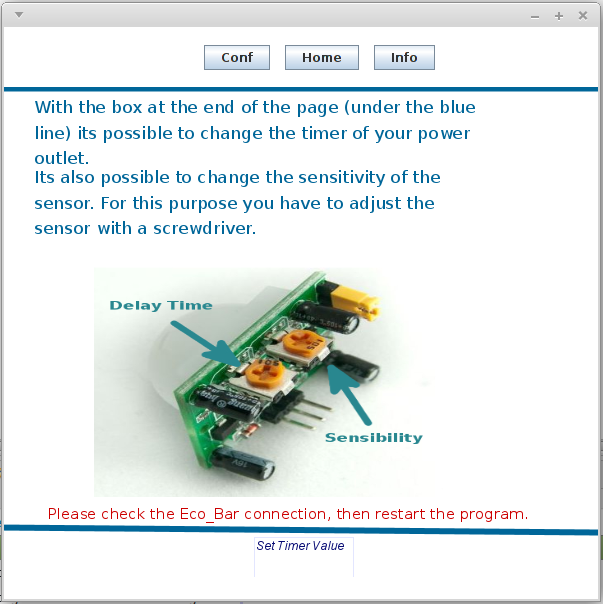 Conf Home Info
With the box at the end of the page (under the blue
line) its possible to change the timer of your power
outlet.
Its also possible to change the sensitivity of the
sensor. For this purpose you have to adjust the
sensor with a screwdriver.
Delay Time
Sensibility
16V
Please check the Eco_Bar connection, then restart the program.
Set Timer Value